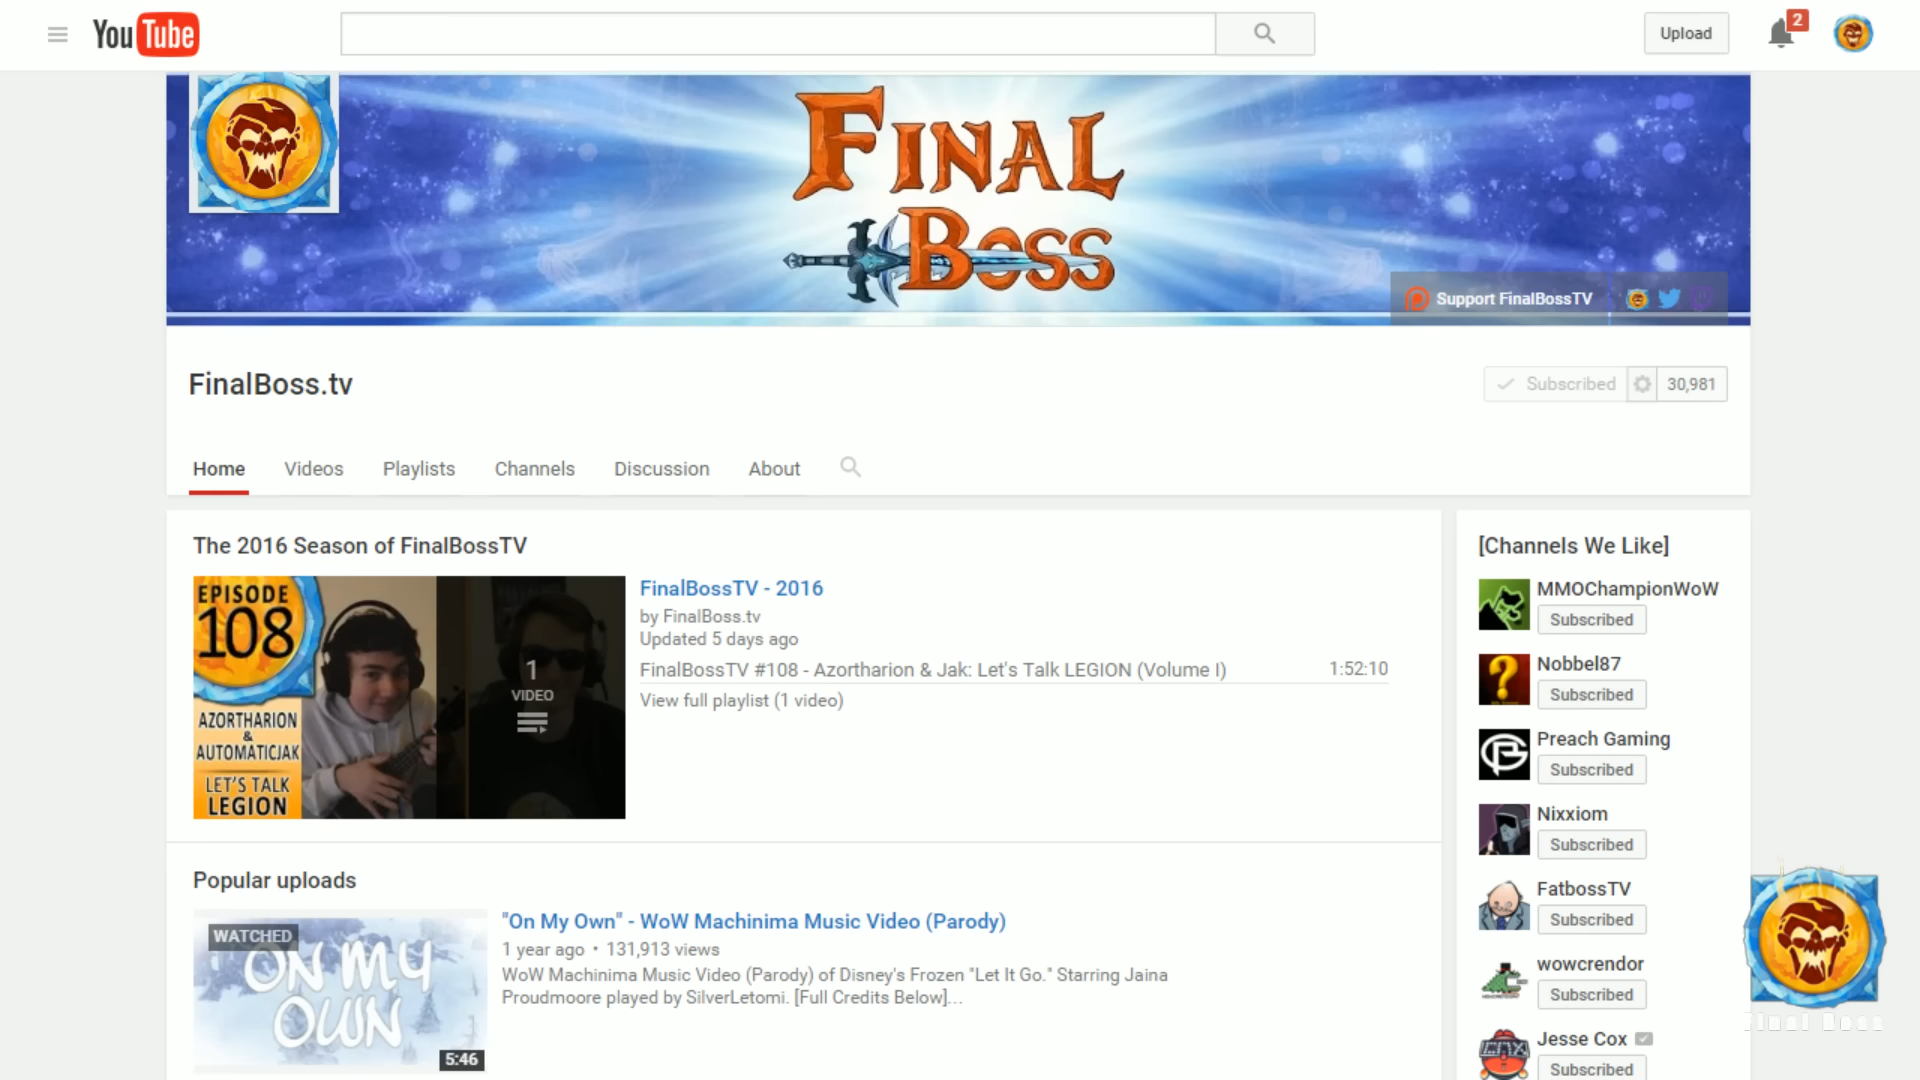 YouTube
Upload
2
FINAL
BOSS
Support FinalBossTV
FinalBoss.tv
Subscribed
30,981
Home
Videos
Playlists
Channels
Discussion
About
The 2016 Season of FinalBossTV
EPISODE
108
AZORTHARION
&
AUTOMATICJAK
LET'S TALK
LEGION
1
VIDEO
FinalBossTV - 2016
by FinalBoss.tv
Updated 5 days ago
FinalBossTV #108 - Azortharion & Jak: Let's Talk LEGION (Volume I)
1:52:10
View full playlist (1 video)
Popular uploads
WATCHED
ON MY
OWN
5:46
"On My Own" - WoW Machinima Music Video (Parody)
1 year ago • 131,913 views
WoW Machinima Music Video (Parody) of Disney's Frozen "Let It Go." Starring Jaina
Proudmoore played by SilverLetomi. [Full Credits Below]...
[Channels We Like]
MMOChampionWoW
Subscribed
Nobbel87
Subscribed
Preach Gaming
Subscribed
Nixxiom
Subscribed
FatbossTV
Subscribed
wowcrendor
Subscribed
Jesse Cox
Subscribed
Final Boss